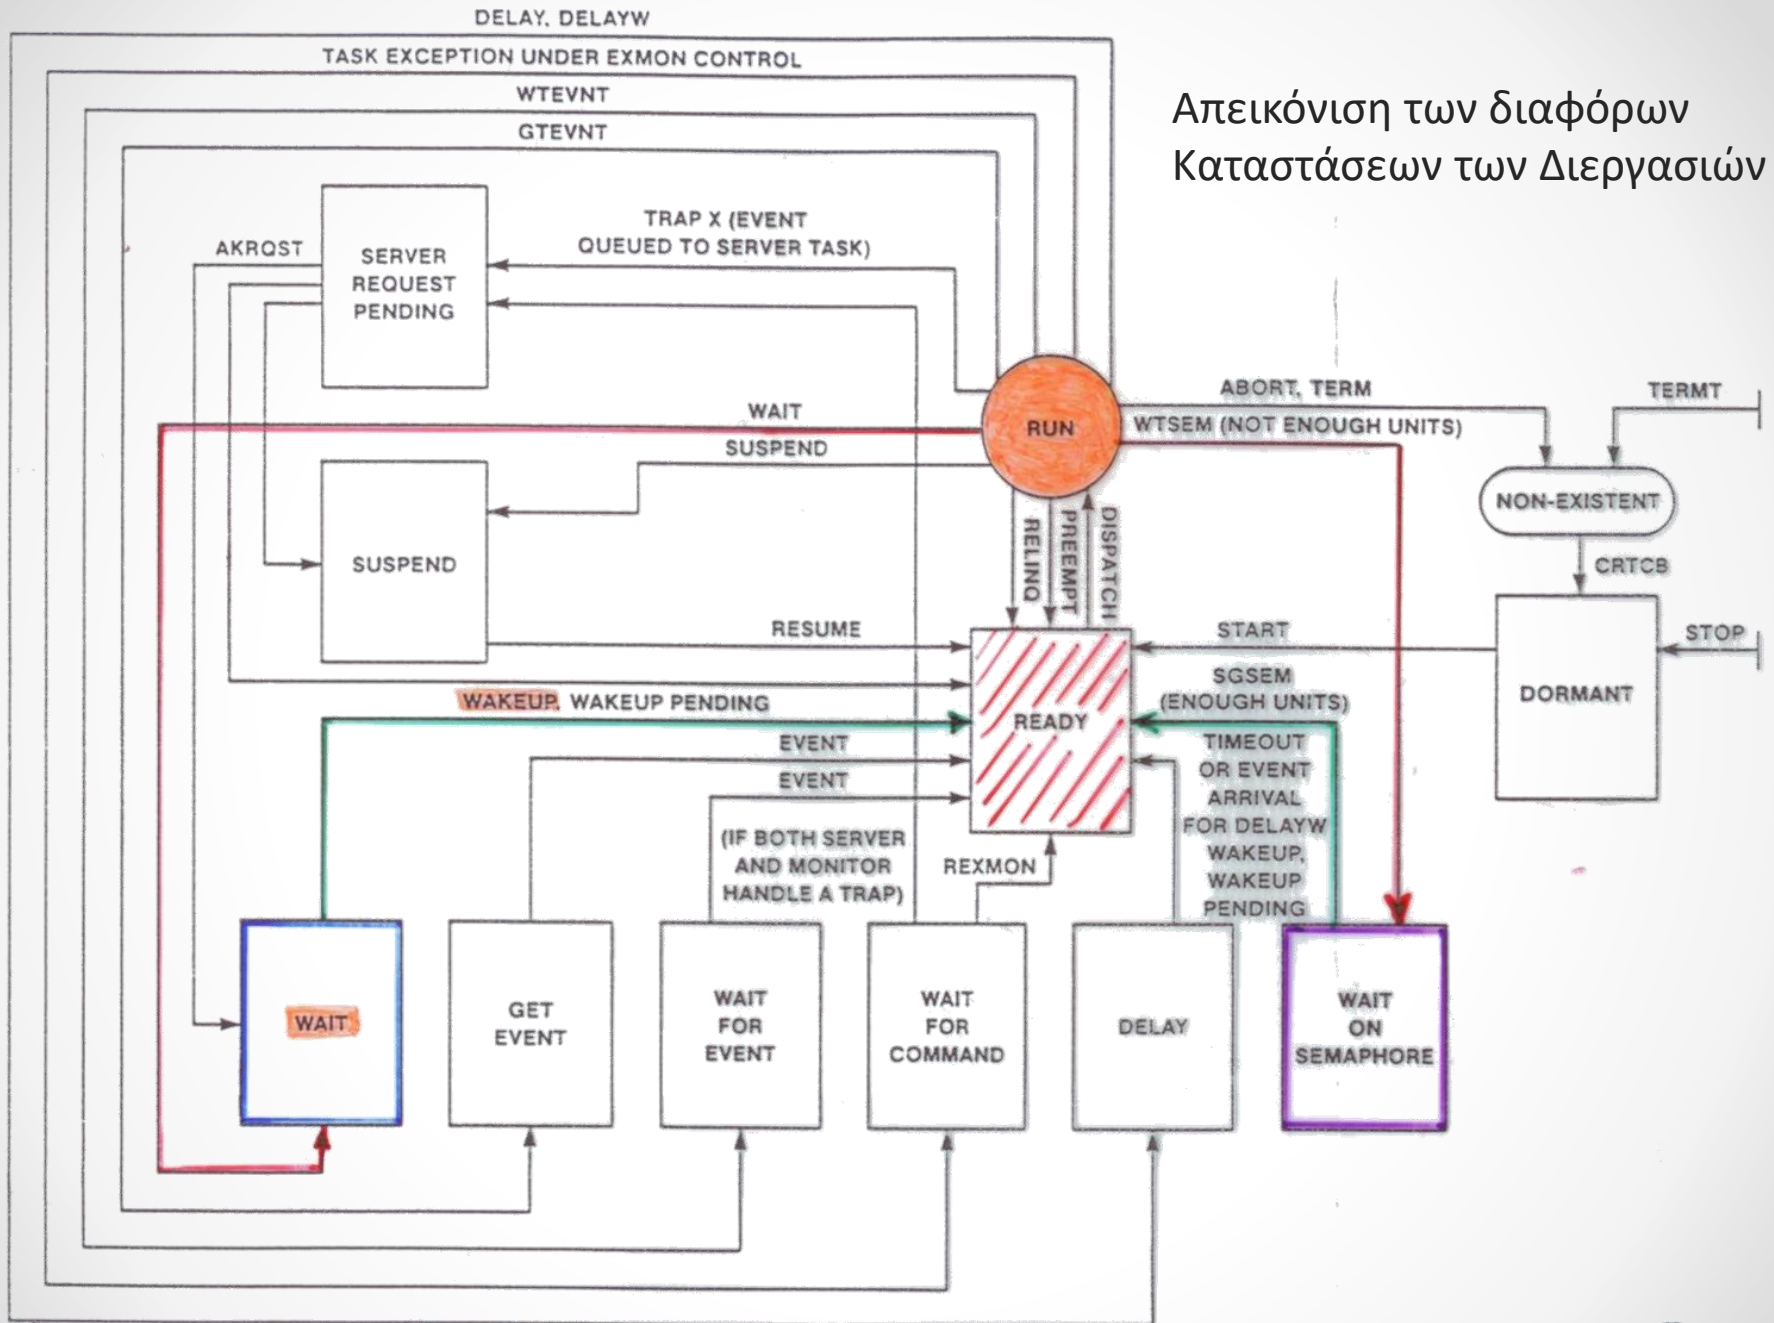 DELAY, DELAYW
TASK EXCEPTION UNDER EXMON CONTROL
WTEVNT
GTEVNT
Απεικόνιση των διαφόρων
Καταστάσεων των Διεργασιών
TRAP X (EVENT
QUEUED TO SERVER TASK)
AKRQST
SERVER
REQUEST
PENDING
WAIT
SUSPEND
RUN
ABORT, TERM
WTSEM (NOT ENOUGH UNITS)
TERMT
NON-EXISTENT
CRTCB
SUSPEND
RELINQ
PREEMPT
DISPATCH
RESUME
START
STOP
DORMANT
WAKEUP, WAKEUP PENDING
READY
SGSEM
(ENOUGH UNITS)
EVENT
EVENT
TIMEOUT
OR EVENT
ARRIVAL
FOR DELAYW
WAKEUP,
WAKEUP
PENDING
(IF BOTH SERVER
AND MONITOR
HANDLE A TRAP)
REXMON
WAIT
GET
EVENT
WAIT
FOR
EVENT
WAIT
FOR
COMMAND
DELAY
WAIT
ON
SEMAPHORE